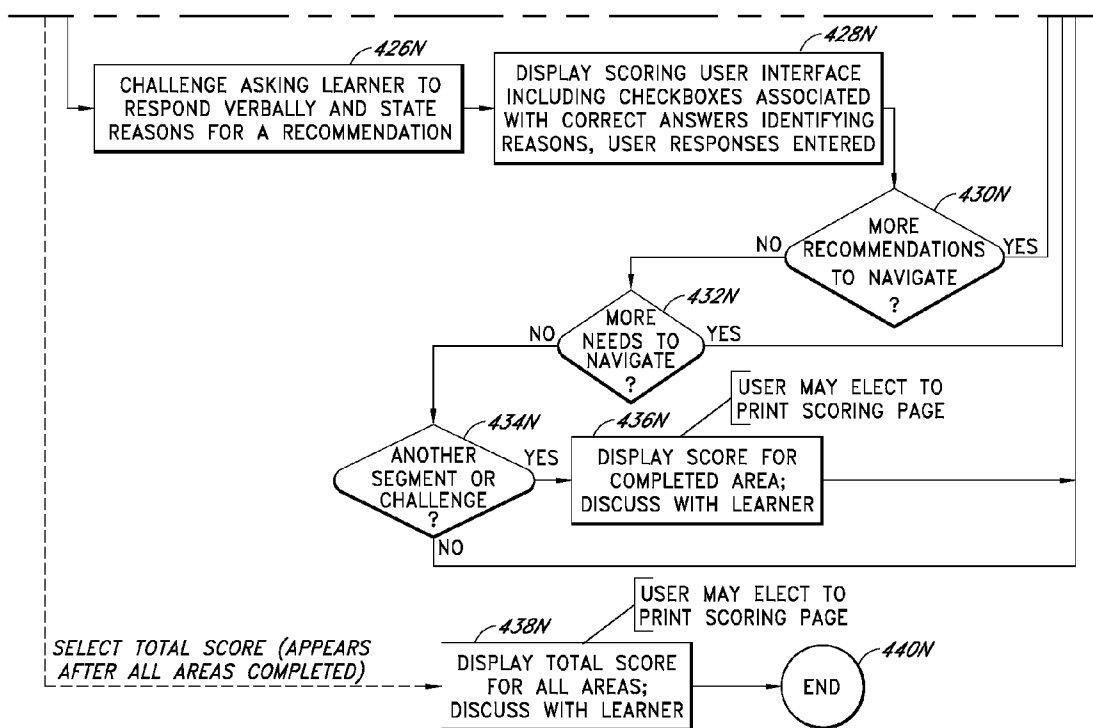 426N
CHALLENGE ASKING LEARNER TO
RESPOND VERBALLY AND STATE
REASONS FOR A RECOMMENDATION
428N
DISPLAY SCORING USER INTERFACE
INCLUDING CHECKBOXES ASSOCIATED
WITH CORRECT ANSWERS IDENTIFYING
REASONS, USER RESPONSES ENTERED
430N
MORE
RECOMMENDATIONS
TO NAVIGATE
?
NO
YES
432N
MORE
NEEDS TO
NAVIGATE
?
NO
YES
434N
ANOTHER
SEGMENT OR
CHALLENGE
?
YES
NO
436N
DISPLAY SCORE FOR
COMPLETED AREA;
DISCUSS WITH LEARNER
USER MAY ELECT TO
PRINT SCORING PAGE
SELECT TOTAL SCORE (APPEARS
AFTER ALL AREAS COMPLETED)
438N
DISPLAY TOTAL SCORE
FOR ALL AREAS;
DISCUSS WITH LEARNER
USER MAY ELECT TO
PRINT SCORING PAGE
440N
END